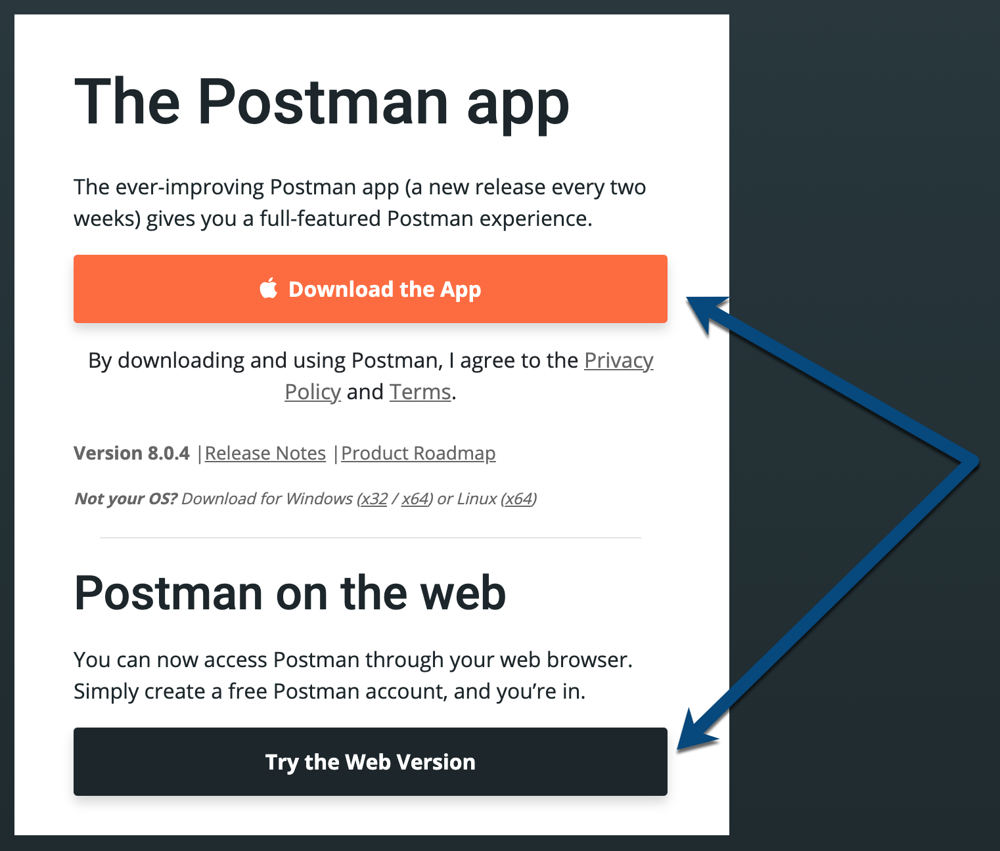 The Postman app
The ever-improving Postman app (a new release every two
weeks) gives you a full-featured Postman experience.
Download the App
By downloading and using Postman, I agree to the Privacy
Policy and Terms.
Version 8.0.4 | Release Notes | Product Roadmap
Not your OS? Download for Windows (x32 / x64) or Linux (x64)
Postman on the web
You can now access Postman through your web browser.
Simply create a free Postman account, and you’re in.
Try the Web Version